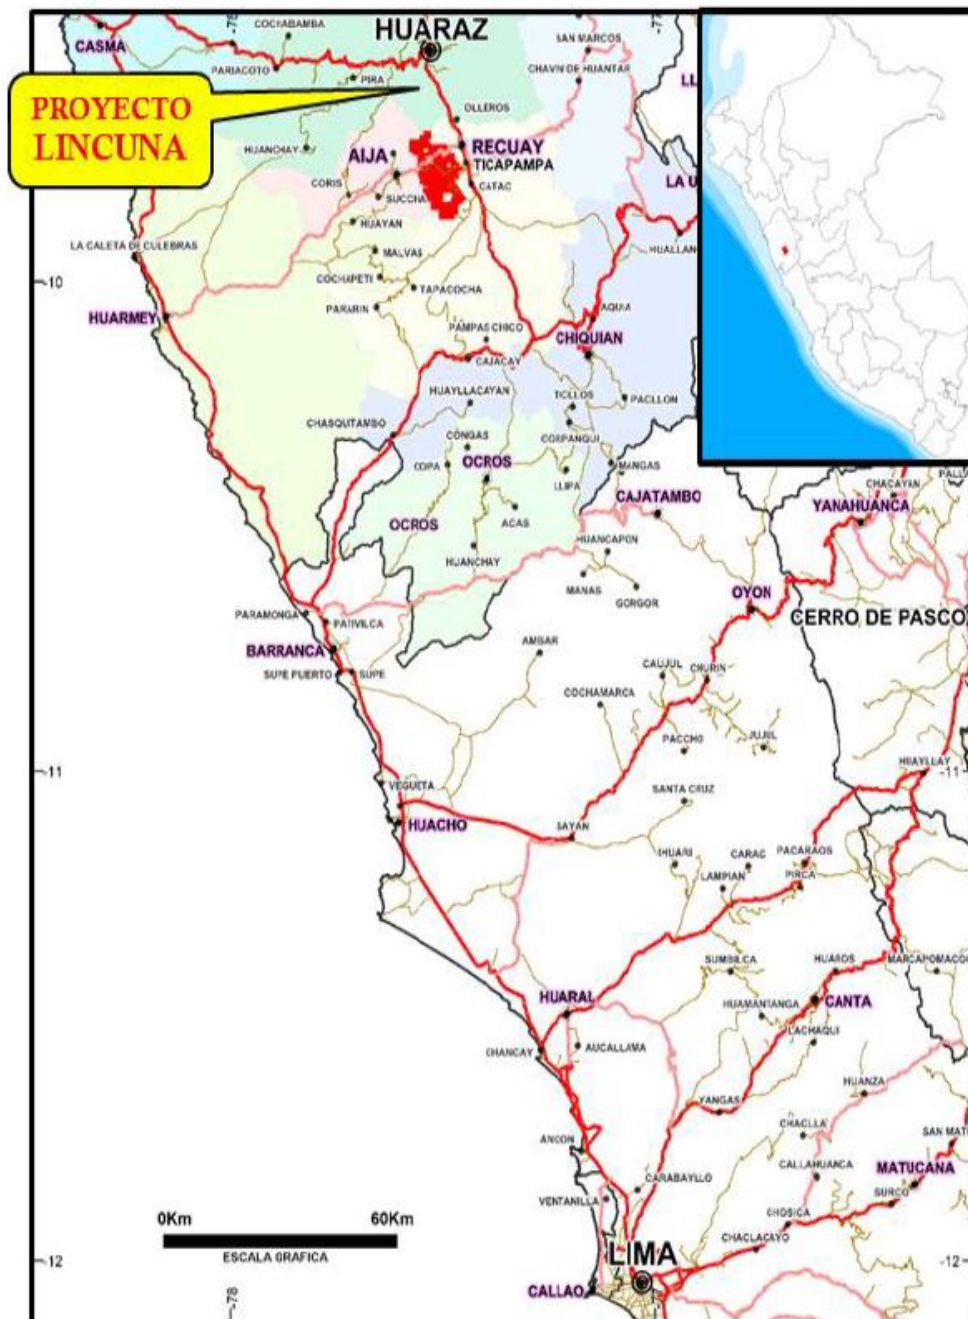 -78
COCHABAMBA
HUARAZ
-77
CASMA
SAN MARCOS
PARIACOTO
PIRA
CHAVIN DE HUANTAR
PROYECTO
LINCUNA
OLLEROS
HUANCHAY
AIJA
RECUAY
TICAPAMPA
CORIS
SUCCHA
CATAC
HUAYAN
LA CALETA DE CULEBRAS
MALVAS
-10
COCHAPETI
TAPACOCHA
HUARMEY
PARARIN
AQUIA
PAMPAS CHICO
CHIQUIAN
CAJACAY
HUAYLLACAYAN
TICLLOS
PACLLON
CHASQUITAMBO
CONGAS
CORPANQUI
COPA
OCROS
LLIPA
MANGAS
CHACAYAN
CAJATAMBO
YANAHUANCA
OCROS
ACAS
HUANCHAY
HUANCAPON
MANAS
GORGOR
OYON
PARAMONGA
PATIVILCA
CERRO DE PASCO
BARRANCA
AMBAR
SUPE PUERTO
SUPE
CAUJUL
CHURIN
COCHAMARCA
PACCHO
JUJUL
HUAYLLAY
-11
-11
VEGUETA
SANTA CRUZ
HUACHO
SAYAN
IHUARI
CARAC
PACARAOS
LAMPIAN
PIRCA
SUMBILCA
HUAROS
HUARAL
HUAMANTANGA
CANTA
LACHAQUI
CHANCAY
AUCALLAMA
HUANZA
YANGAS
CHACLLA
ANCON
CALLAHUANCA
MATUCANA
VENTANILLA
CARABAYLLO
SURCO
CHOSICA
0Km
60Km
CHACLACAYO
ESCALA GRAFICA
LIMA
-12
-12
CALLAO
-78